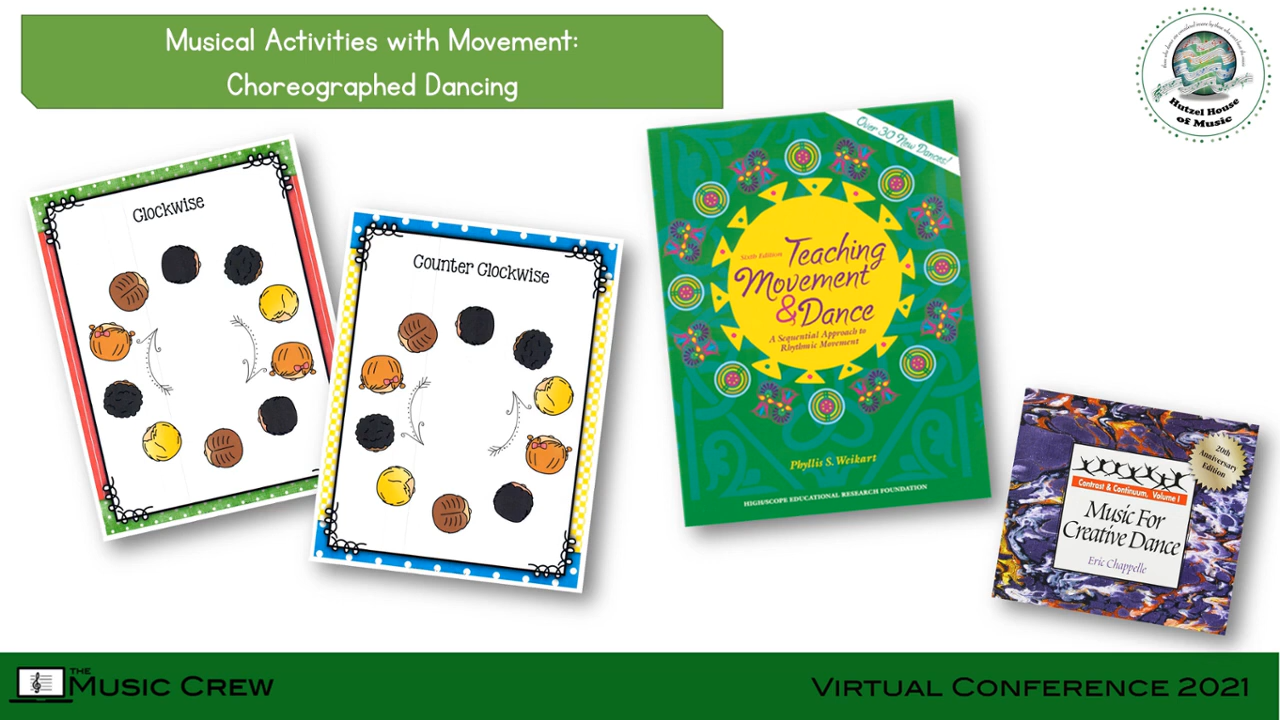 Musical Activities with Movement:
Choreographed Dancing
Hutzel House
of Music
Clockwise
Counter Clockwise
Over 30 New Dances!
Sixth Edition
Teaching
Movement
& Dance
A Sequential Approach to
Rhythmic Movement
Phyllis S. Weikart
HIGH/SCOPE EDUCATIONAL RESEARCH FOUNDATION
20th
Anniversary
Edition
Contrast & Continuum, Volume I
Music For
Creative Dance
Eric Chappelle
THE
MUSIC CREW
VIRTUAL CONFERENCE 2021